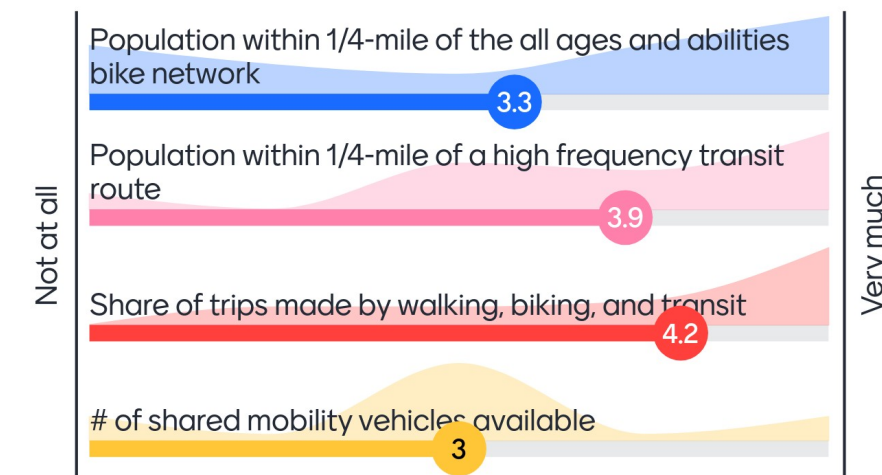 Not at all
Population within 1/4-mile of the all ages and abilities
bike network
3.3
Population within 1/4-mile of a high frequency transit
route
3.9
Share of trips made by walking, biking, and transit
4.2
# of shared mobility vehicles available
3
Very much